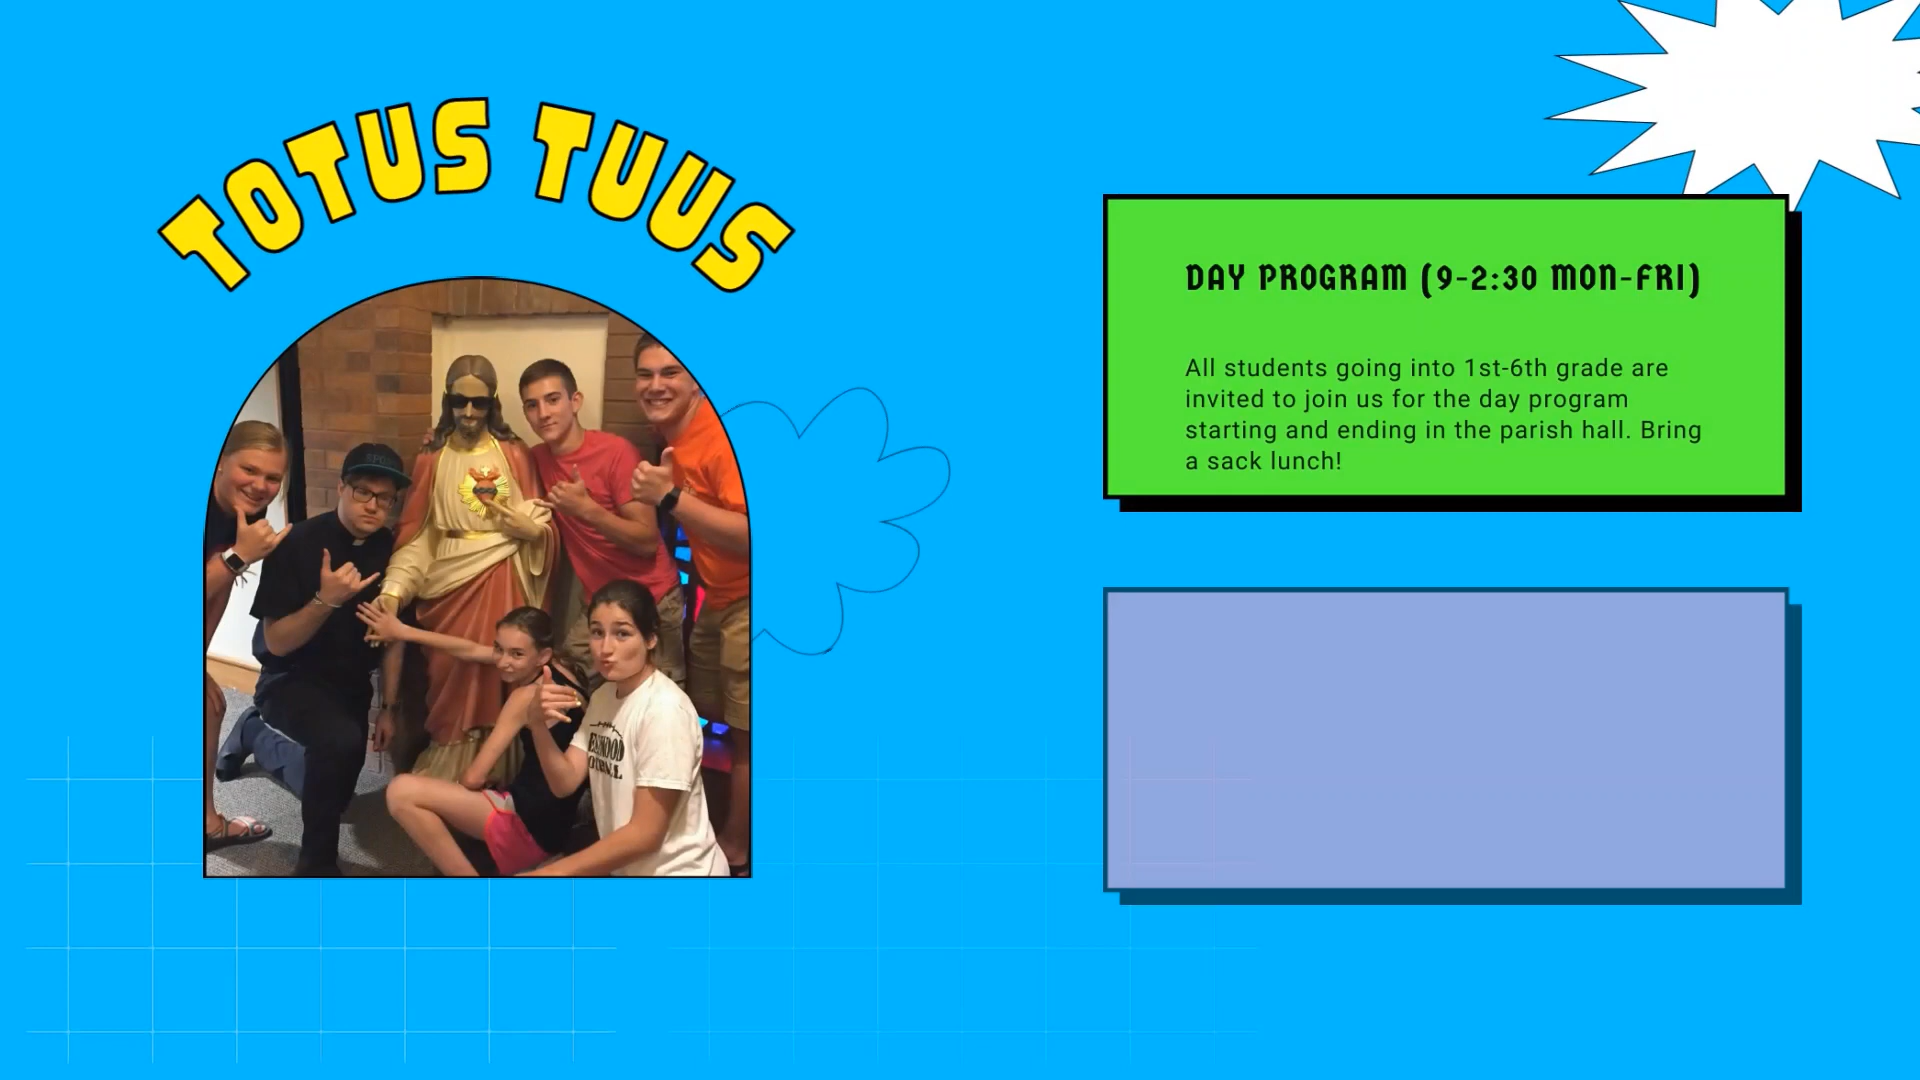 TOTUS TUUS
DAY PROGRAM (9-2:30 MON-FRI)
All students going into 1st-6th grade are
invited to join us for the day program
starting and ending in the parish hall. Bring
a sack lunch!